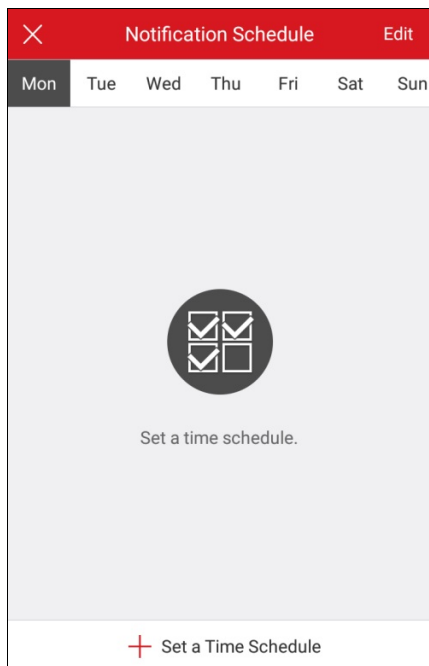 Notification Schedule Edit
Mon Tue Wed Thu Fri Sat Sun
Set a time schedule.
Set a Time Schedule